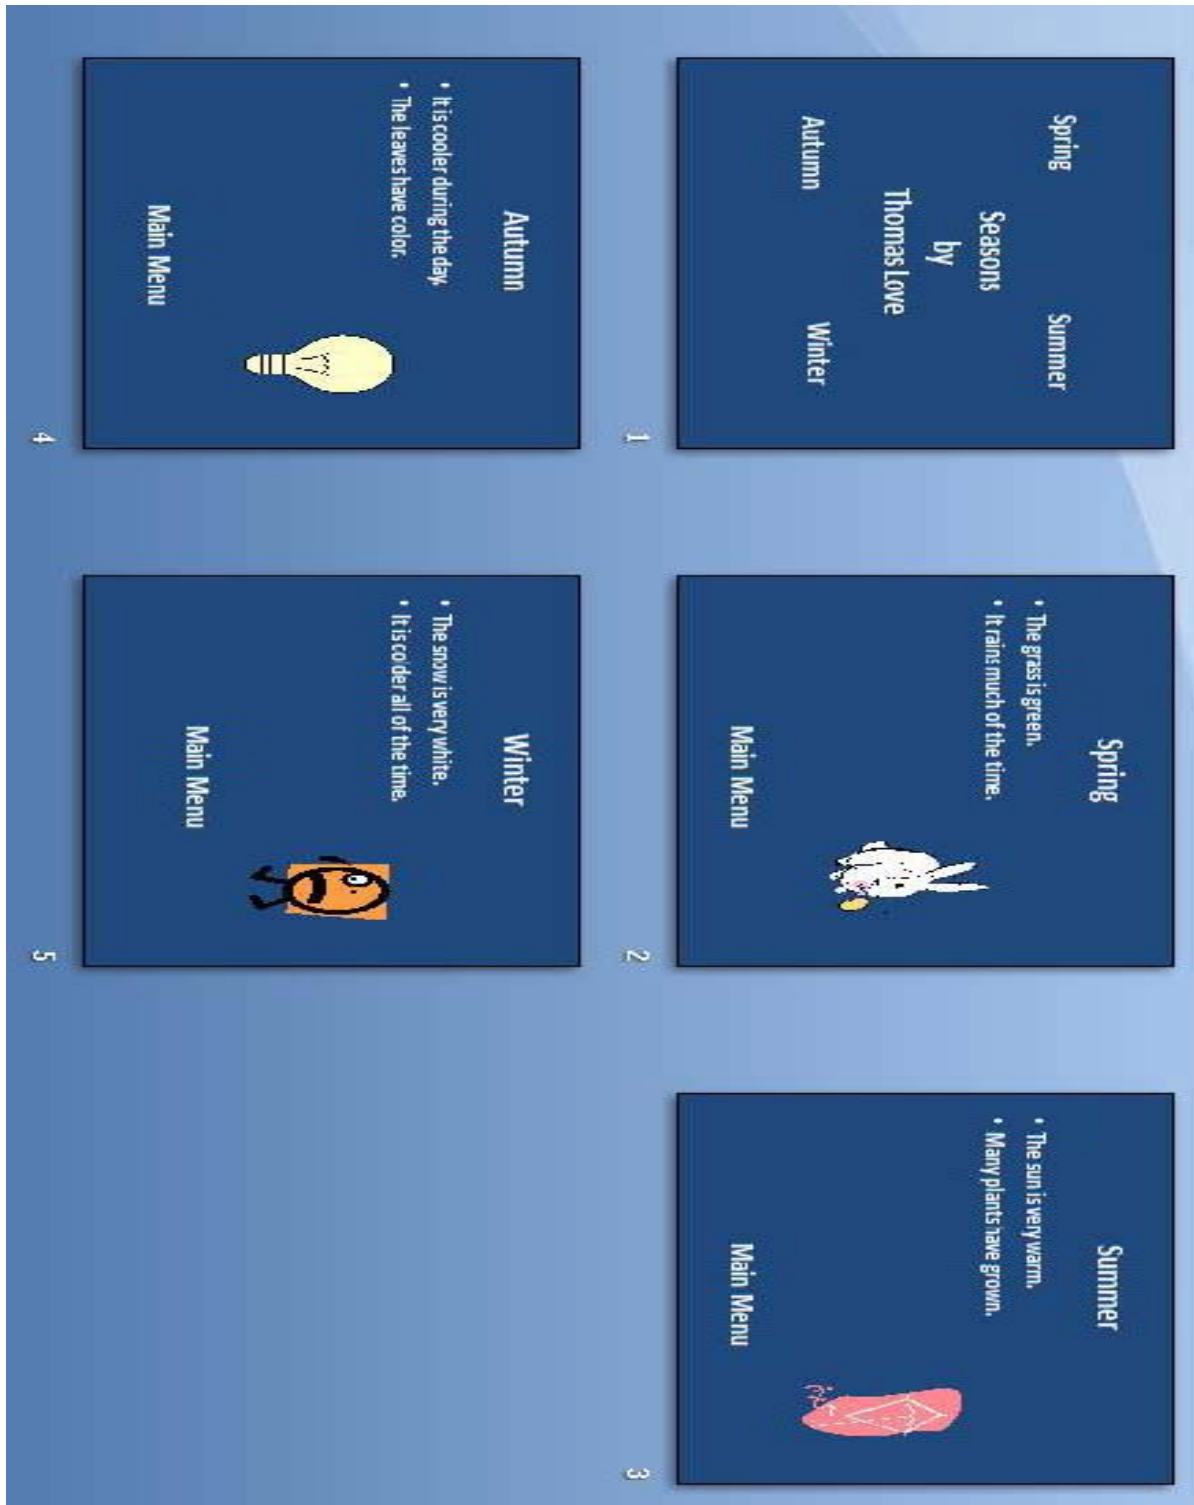 Spring
Summer
Seasons
by
Thomas Love
Autumn
Winter
1
Spring
• The grass is green.
• It rains much of the time.
Main Menu
2
Summer
• The sun is very warm.
• Many plants have grown.
Main Menu
3
Autumn
• It is cooler during the day.
• The leaves have color.
Main Menu
4
Winter
• The snow is very white.
• It is colder all of the time.
Main Menu
5